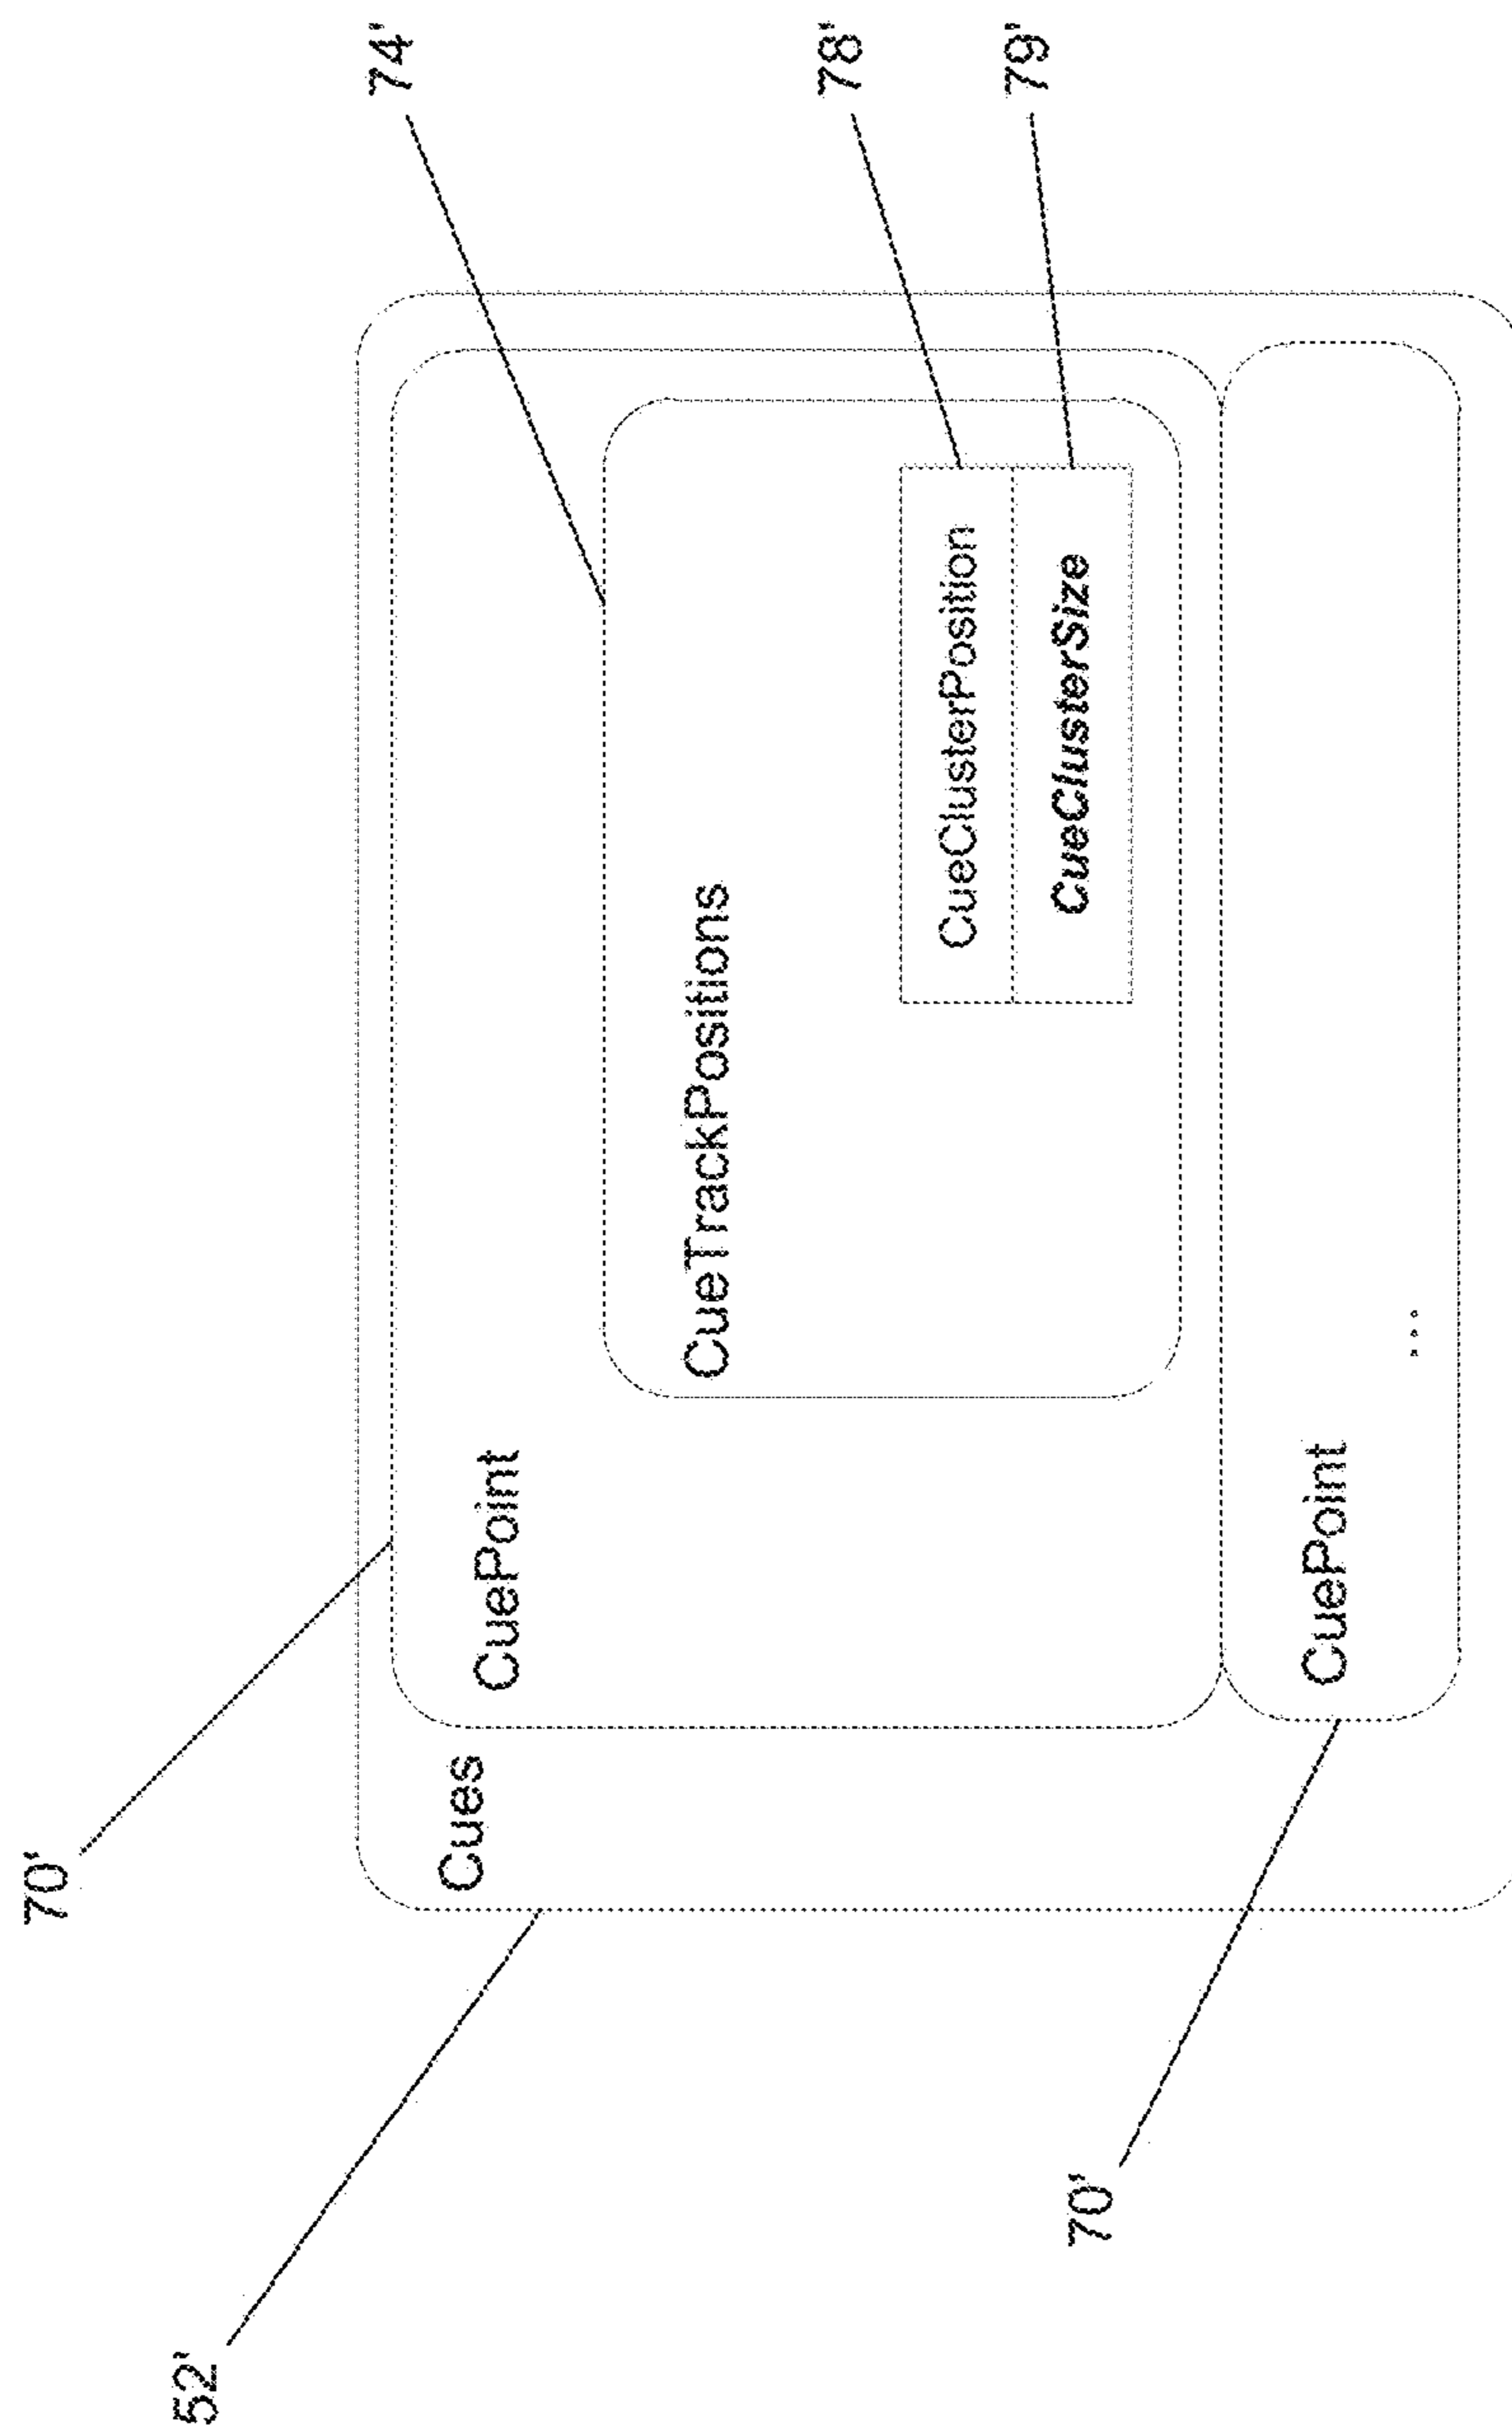 70'
52'
74'
Cues
CuePoint
CueTrackPositions
78'
CueClusterPosition
79'
CueClusterSize
70'
CuePoint
...